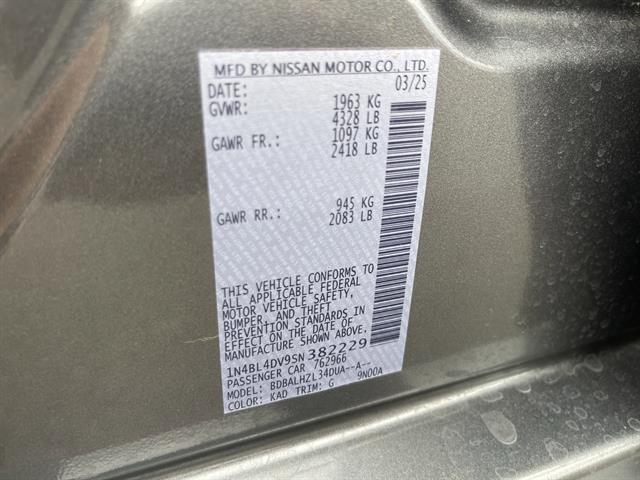 MFD BY NISSAN MOTOR CO., LTD.
DATE: 03/25
GVWR: 1963 KG
4328 LB
GAWR FR.: 1097 KG
2418 LB
GAWR RR.: 945 KG
2083 LB
THIS VEHICLE CONFORMS TO
ALL APPLICABLE FEDERAL
MOTOR VEHICLE SAFETY,
BUMPER, AND THEFT
PREVENTION STANDARDS IN
EFFECT ON THE DATE OF
MANUFACTURE SHOWN ABOVE.
1N4BL4DV9SN 382229
PASSENGER CAR 762966
MODEL: BDBALHZL34DUA--A--
COLOR: KAD TRIM: G 9N00A